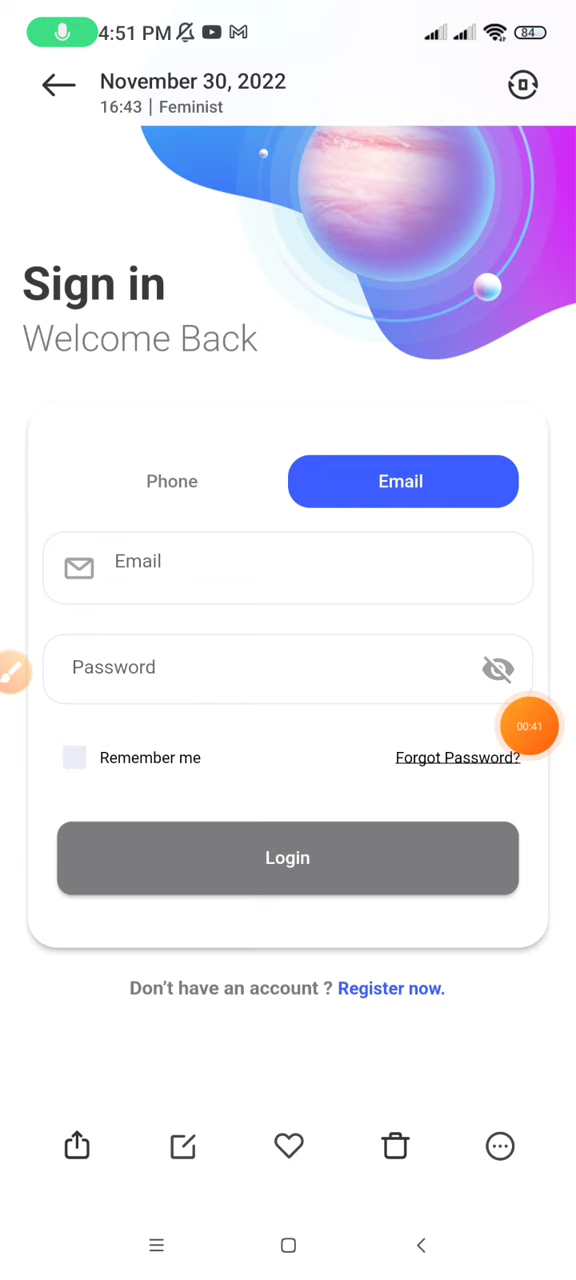 4:51 PM 84
November 30, 2022
16:43 | Feminist
Sign in
Welcome Back
Phone Email
Email
Password
00:41
Remember me Forgot Password?
Login
Don't have an account ? Register now.